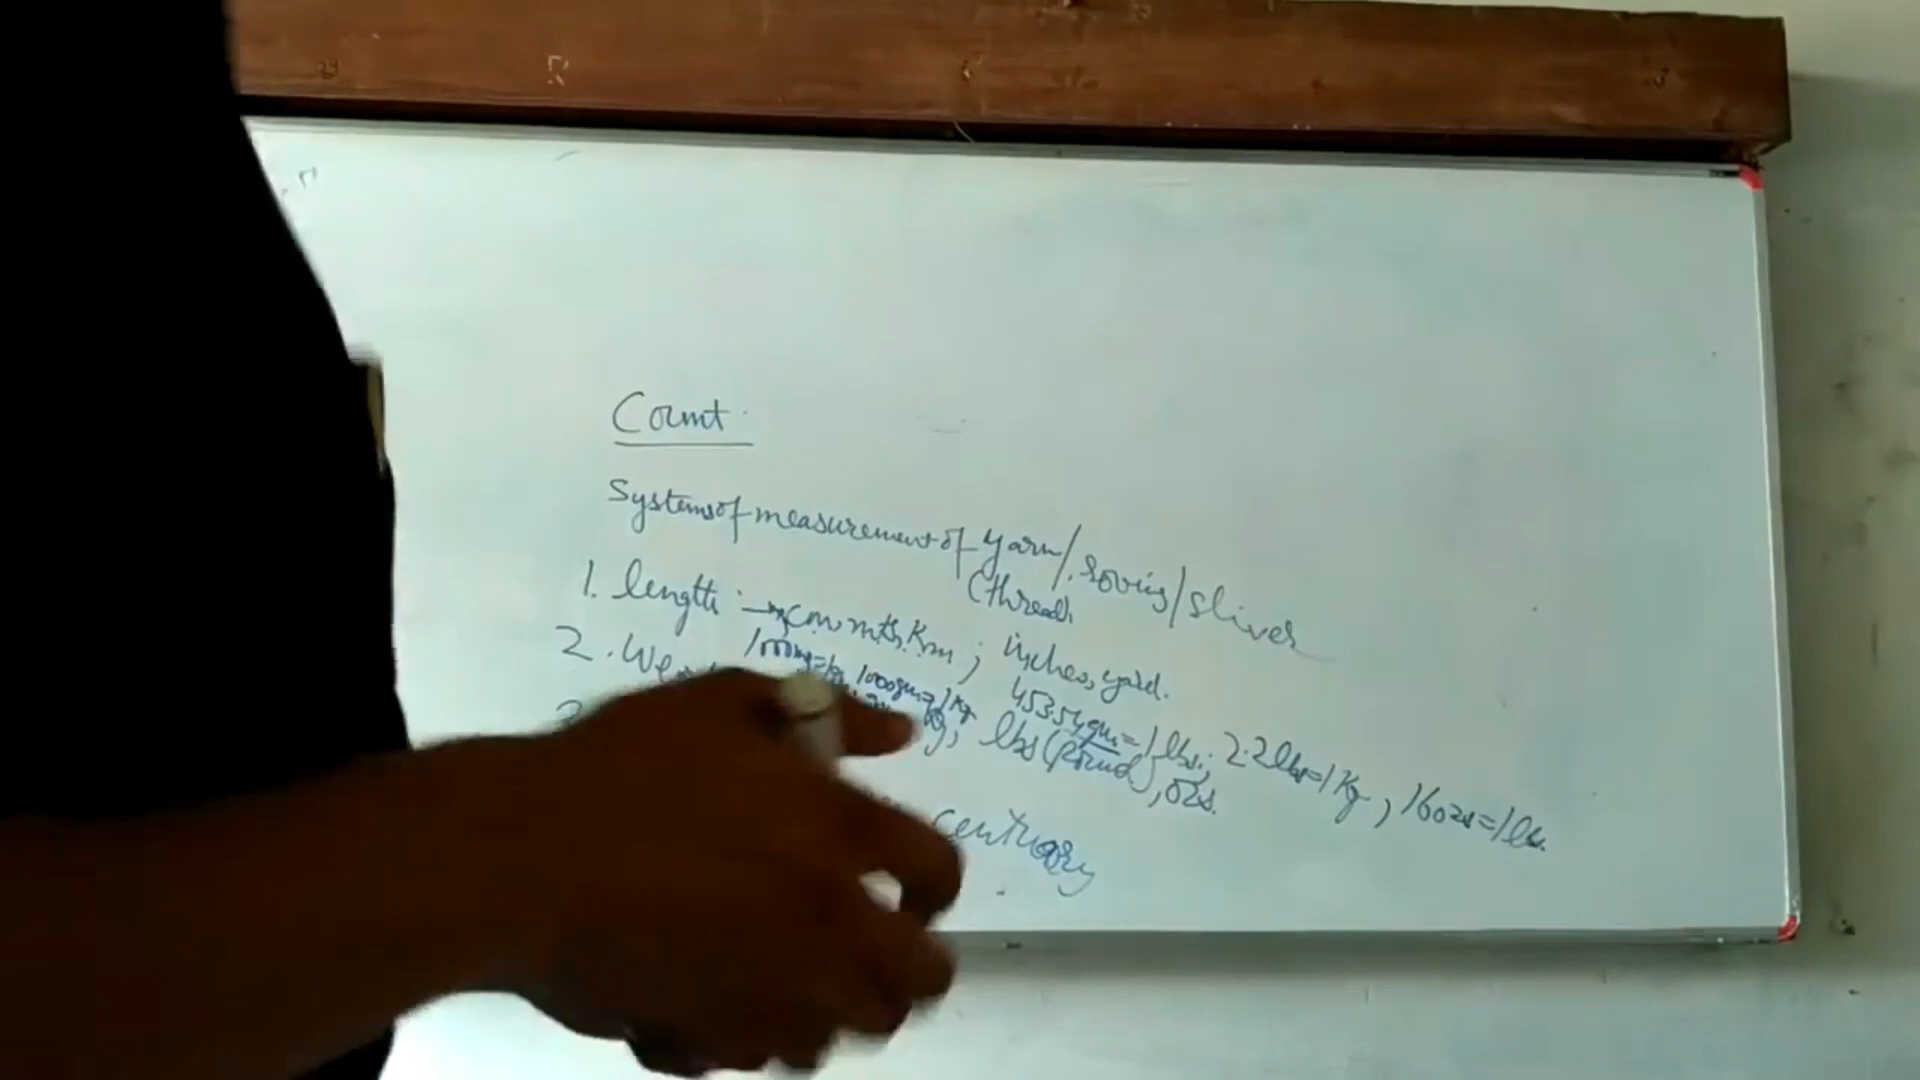 Count
Systems of measurement of yarn/roving/sliver
(thread)
1. length → cm, mts, Km ; inches, yard.
1000gm=1Kg 453.54gm=1lbs; 2.2lbs=1Kg, 16ozs=1lbs.
2. lbs (Pound), ozs.
centuary